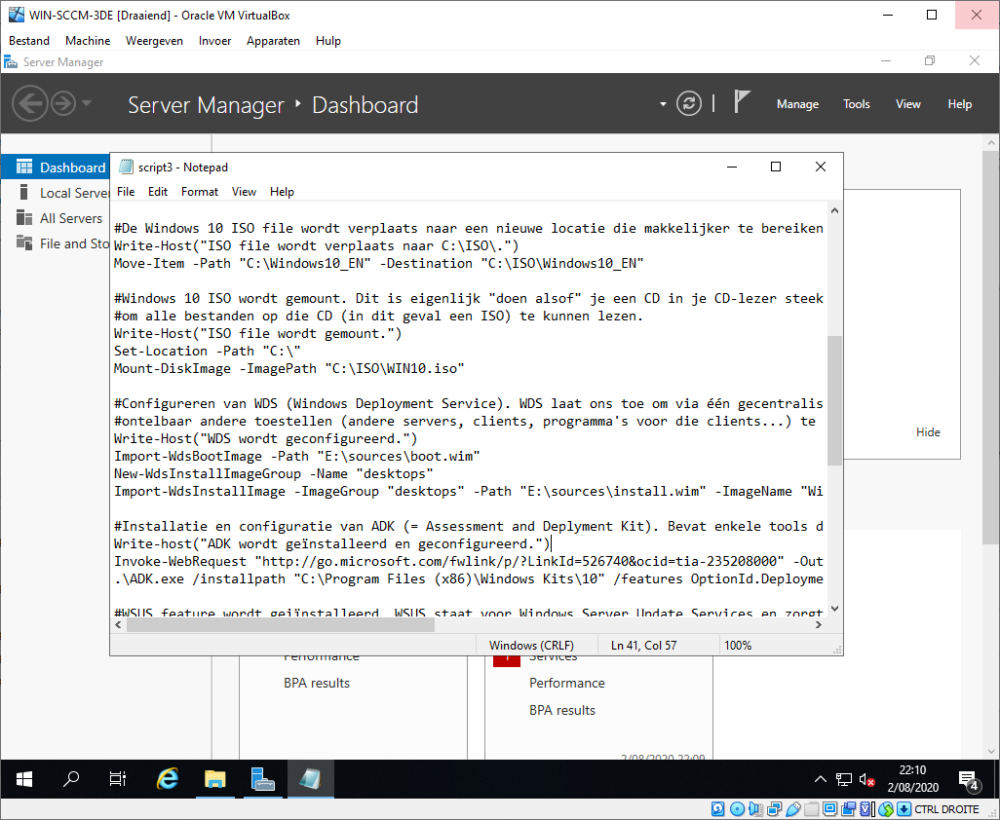 WIN-SCCM-3DE [Draaiend] - Oracle VM VirtualBox
Bestand Machine Weergeven Invoer Apparaten Hulp
Server Manager
Server Manager Dashboard
Manage Tools View Help
Dashboard
Local Server
All Servers
File and Sto
script3 - Notepad
File Edit Format View Help
#De Windows 10 ISO file wordt verplaats naar een nieuwe locatie die makkelijker te bereiken
Write-Host("ISO file wordt verplaats naar C:\ISO\.")
Move-Item -Path "C:\Windows10_EN" -Destination "C:\ISO\Windows10_EN"
#Windows 10 ISO wordt gemount. Dit is eigenlijk "doen alsof" je een CD in je CD-lezer steek
#om alle bestanden op die CD (in dit geval een ISO) te kunnen lezen.
Write-Host("ISO file wordt gemount.")
Set-Location -Path "C:\"
Mount-DiskImage -ImagePath "C:\ISO\WIN10.iso"
#Configureren van WDS (Windows Deployment Service). WDS laat ons toe om via één gecentralis
#ontelbaar andere toestellen (andere servers, clients, programma's voor die clients...) te
Write-Host("WDS wordt geconfigureerd.")
Import-WdsBootImage -Path "E:\sources\boot.wim"
New-WdsInstallImageGroup -Name "desktops"
Import-WdsInstallImage -ImageGroup "desktops" -Path "E:\sources\install.wim" -ImageName "Wi
#Installatie en configuratie van ADK (= Assessment and Deplyment Kit). Bevat enkele tools d
Write-host("ADK wordt geïnstalleerd en geconfigureerd.")
Invoke-WebRequest "http://go.microsoft.com/fwlink/p/?LinkId=526740&ocid=tia-235208000" -Out
.\ADK.exe /installpath "C:\Program Files (x86)\Windows Kits\10" /features OptionId.Deployme
#WSUS feature wordt geïinstalleerd. WSUS staat voor Windows Server Update Services en zorgt
Windows (CRLF) Ln 41, Col 57 100%
Hide
Performance
BPA results
1 Services
Performance
BPA results
2/08/2020 22:09
22:10
2/08/2020
4
CTRL DROITE